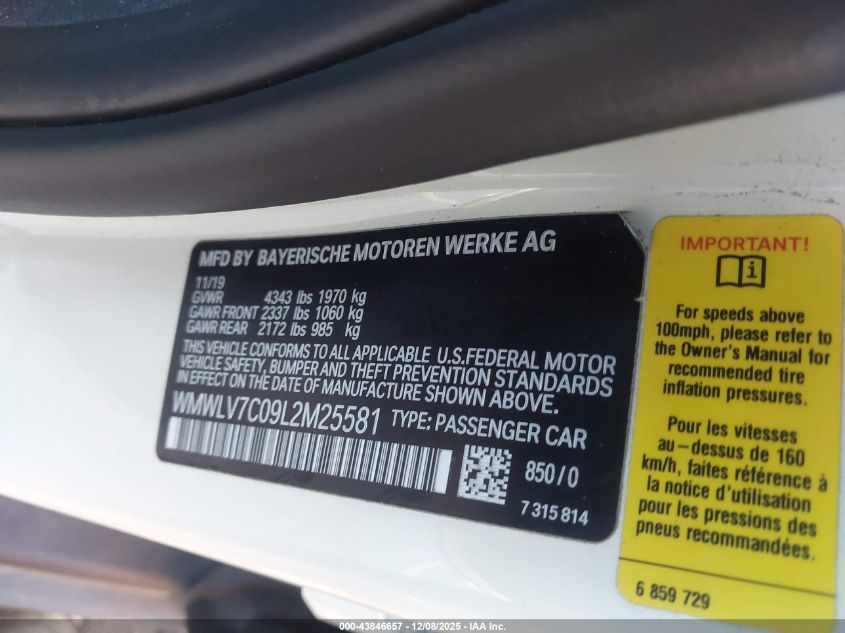 MFD BY BAYERISCHE MOTOREN WERKE AG
11/19
GVWR 4343 lbs 1970 kg
GAWR FRONT 2337 lbs 1060 kg
GAWR REAR 2172 lbs 985 kg
THIS VEHICLE CONFORMS TO ALL APPLICABLE U.S.FEDERAL MOTOR
VEHICLE SAFETY, BUMPER AND THEFT PREVENTION STANDARDS
IN EFFECT ON THE DATE OF MANUFACTURE SHOWN ABOVE.
WMWLV7C09L2M25581 TYPE: PASSENGER CAR
850/0
7 315 814
IMPORTANT!
i
For speeds above
100mph, please refer to
the Owner's Manual for
recommended tire
inflation pressures.
Pour les vitesses
au-dessus de 160
km/h, faites référence à
la notice d'utilisation
pour les pressions des
pneus recommandées.
6 859 729
000-43846657 - 12/08/2025 - IAA Inc.